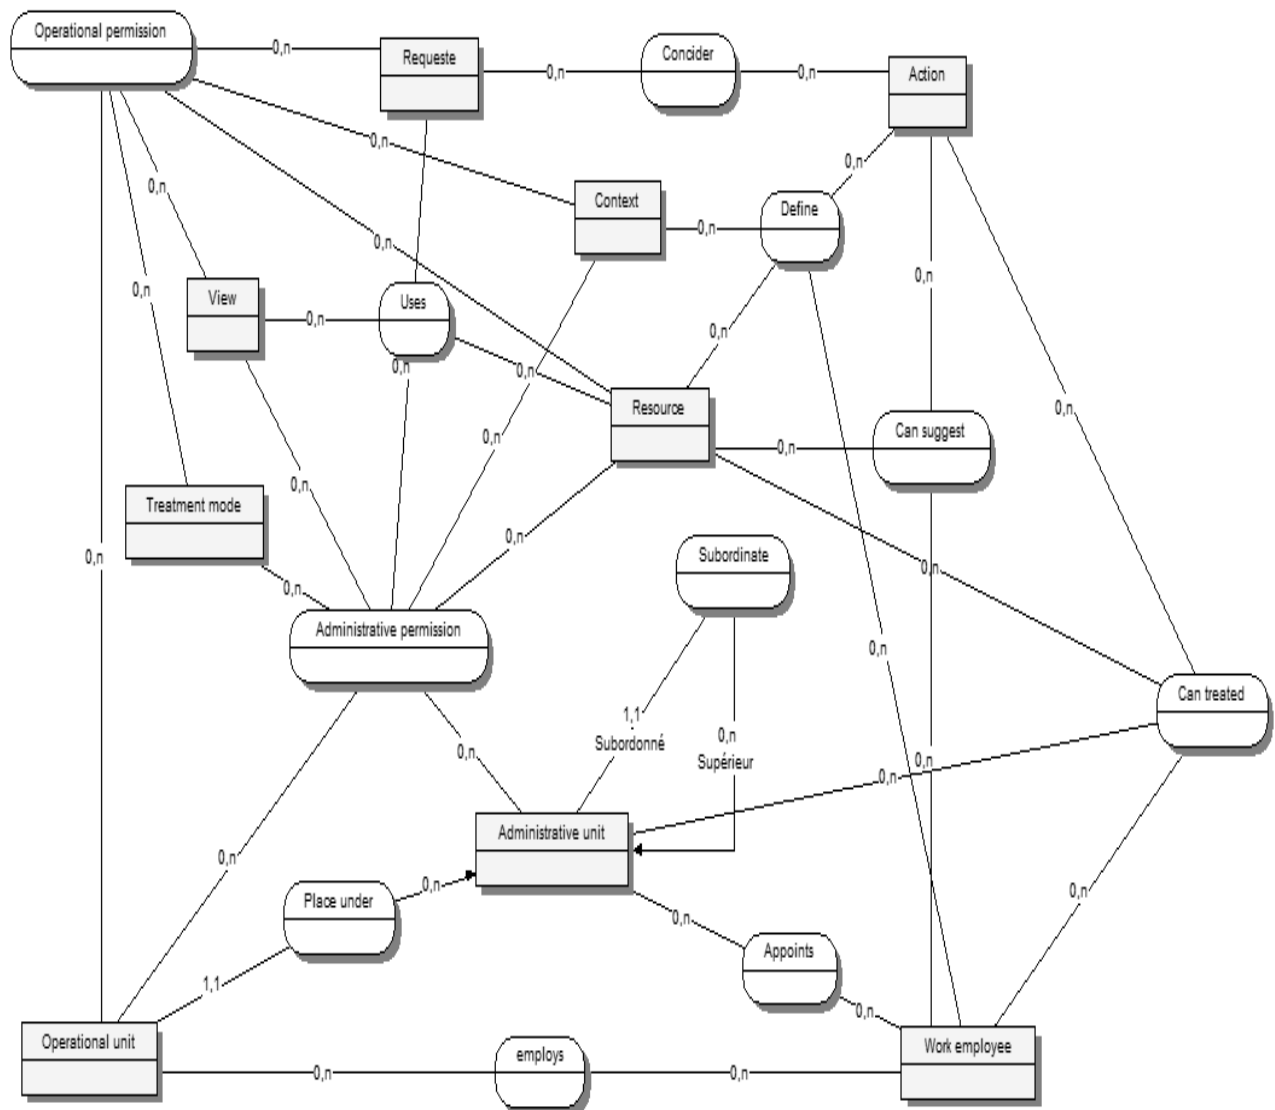 Operational permission
0,n
Requeste
0,n
Concider
0,n
Action
0,n
0,n
0,n
Context
0,n
Define
0,n
View
0,n
Uses
0,n
0,n
0,n
0,n
0,n
0,n
Resource
0,n
Can suggest
0,n
0,n
0,n
Treatment mode
0,n
0,n
0,n
0,n
Subordinate
Administrative permission
0,n
1,1
Subordonné
0,n
Supérieur
Can treated
0,n
0,n
0,n
Administrative unit
0,n
0,n
Place under
0,n
0,n
Appoints
0,n
1,1
Operational unit
0,n
employs
0,n
Work employee